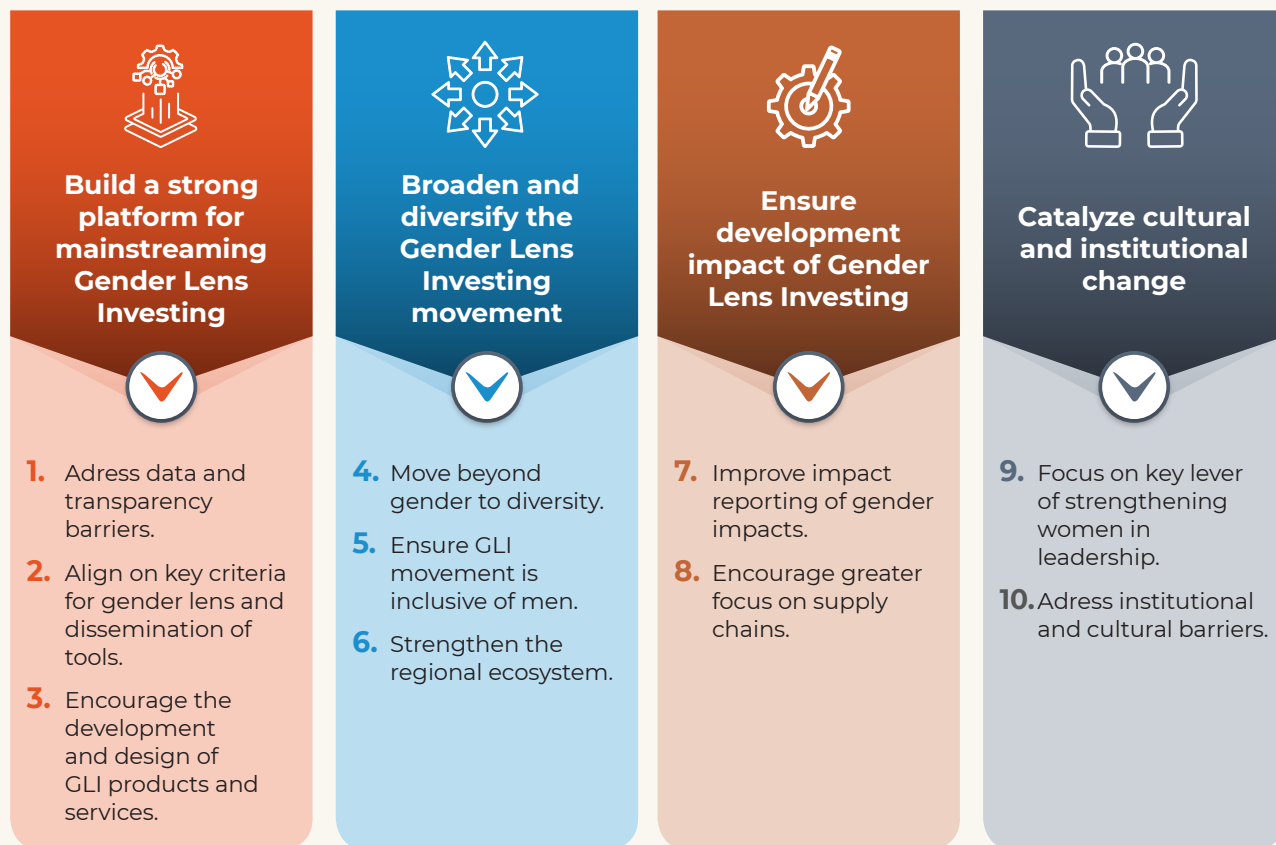 Build a strong
platform for
mainstreaming
Gender Lens
Investing
1. Adress data and
transparency
barriers.
2. Align on key criteria
for gender lens and
dissemination of
tools.
3. Encourage the
development
and design of
GLI products and
services.
Broaden and
diversify the
Gender Lens
Investing
movement
4. Move beyond
gender to diversity.
5. Ensure GLI
movement is
inclusive of men.
6. Strengthen the
regional ecosystem.
Ensure
development
impact of Gender
Lens Investing
7. Improve impact
reporting of gender
impacts.
8. Encourage greater
focus on supply
chains.
Catalyze cultural
and institutional
change
9. Focus on key lever
of strengthening
women in
leadership.
10. Adress institutional
and cultural barriers.